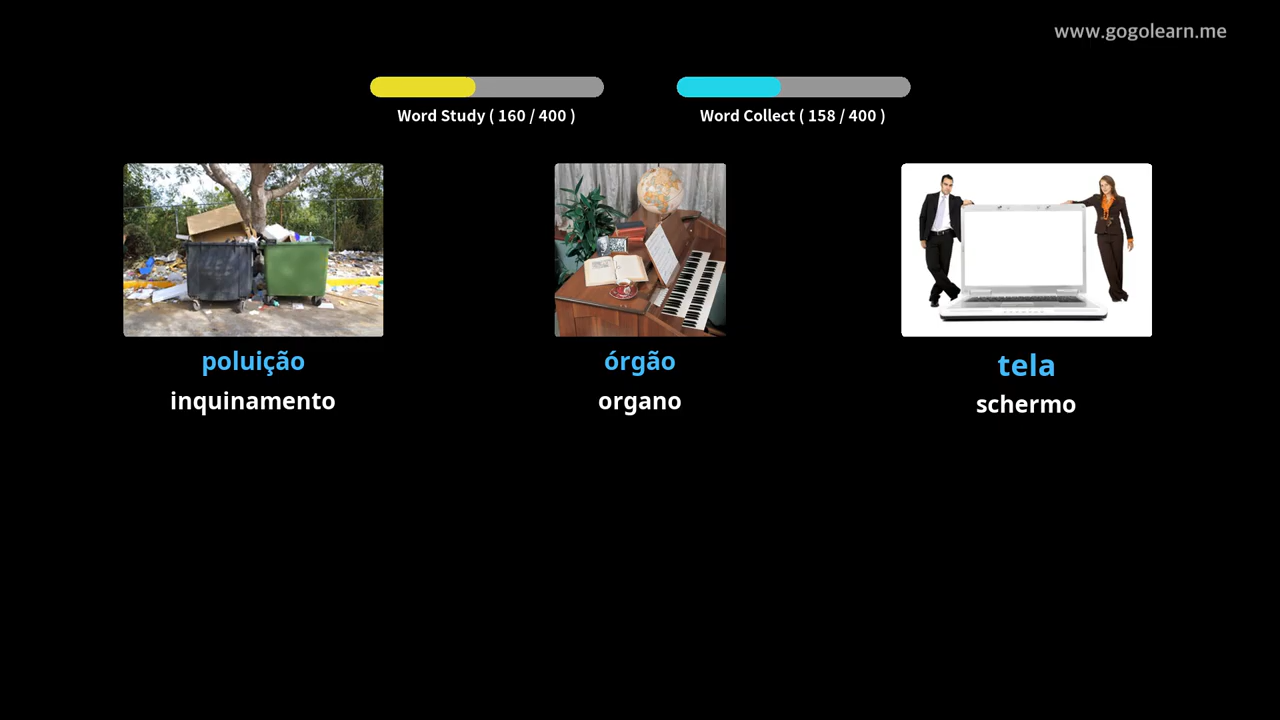 www.gogolearn.me
Word Study ( 160 / 400 )
Word Collect ( 158 / 400 )
poluição
inquinamento
órgão
organo
tela
schermo